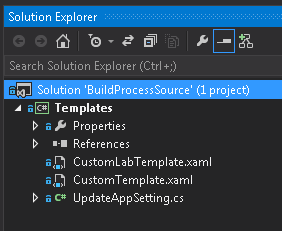 Solution Explorer
Search Solution Explorer (Ctrl+;)
Solution 'BuildProcessSource' (1 project)
C# Templates
Properties
References
CustomLabTemplate.xaml
CustomTemplate.xaml
C# UpdateAppSetting.cs